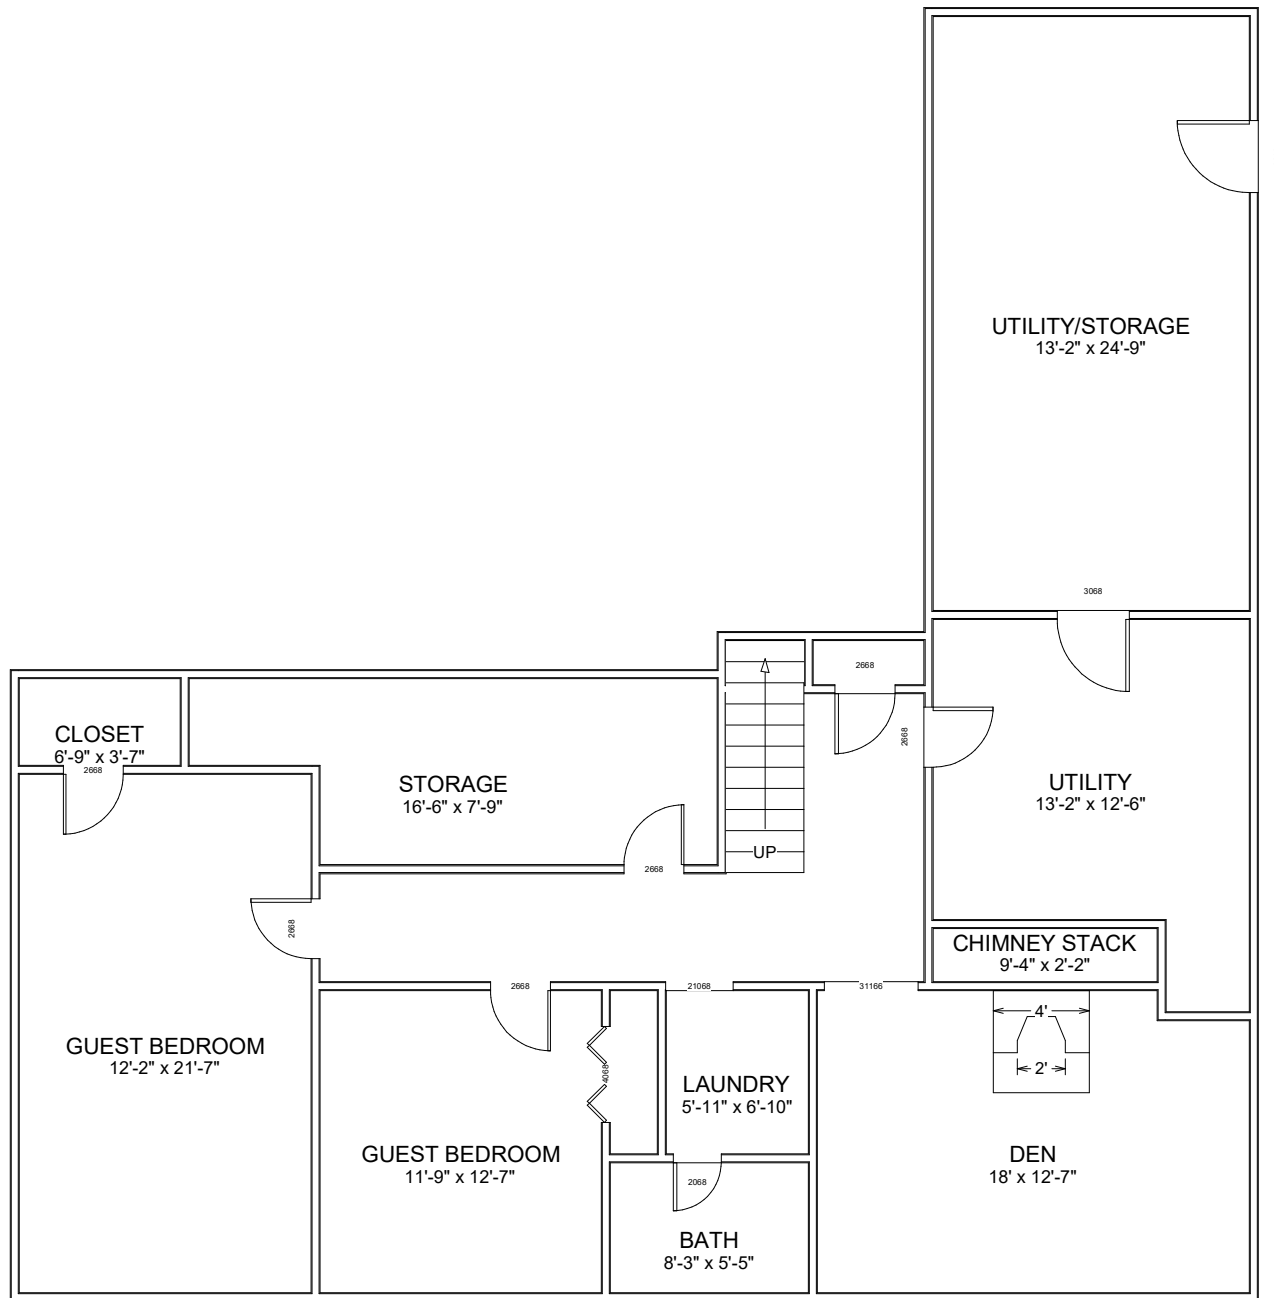 UTILITY/STORAGE
13'-2" x 24'-9"
3068
2668
2668
CLOSET
6'-9" x 3'-7"
2668
STORAGE
16'-6" x 7'-9"
UTILITY
13'-2" x 12'-6"
UP
2668
2668
CHIMNEY STACK
9'-4" x 2'-2"
2668
21068
31166
4'
2'
GUEST BEDROOM
12'-2" x 21'-7"
4068
LAUNDRY
5'-11" x 6'-10"
GUEST BEDROOM
11'-9" x 12'-7"
DEN
18' x 12'-7"
2068
BATH
8'-3" x 5'-5"